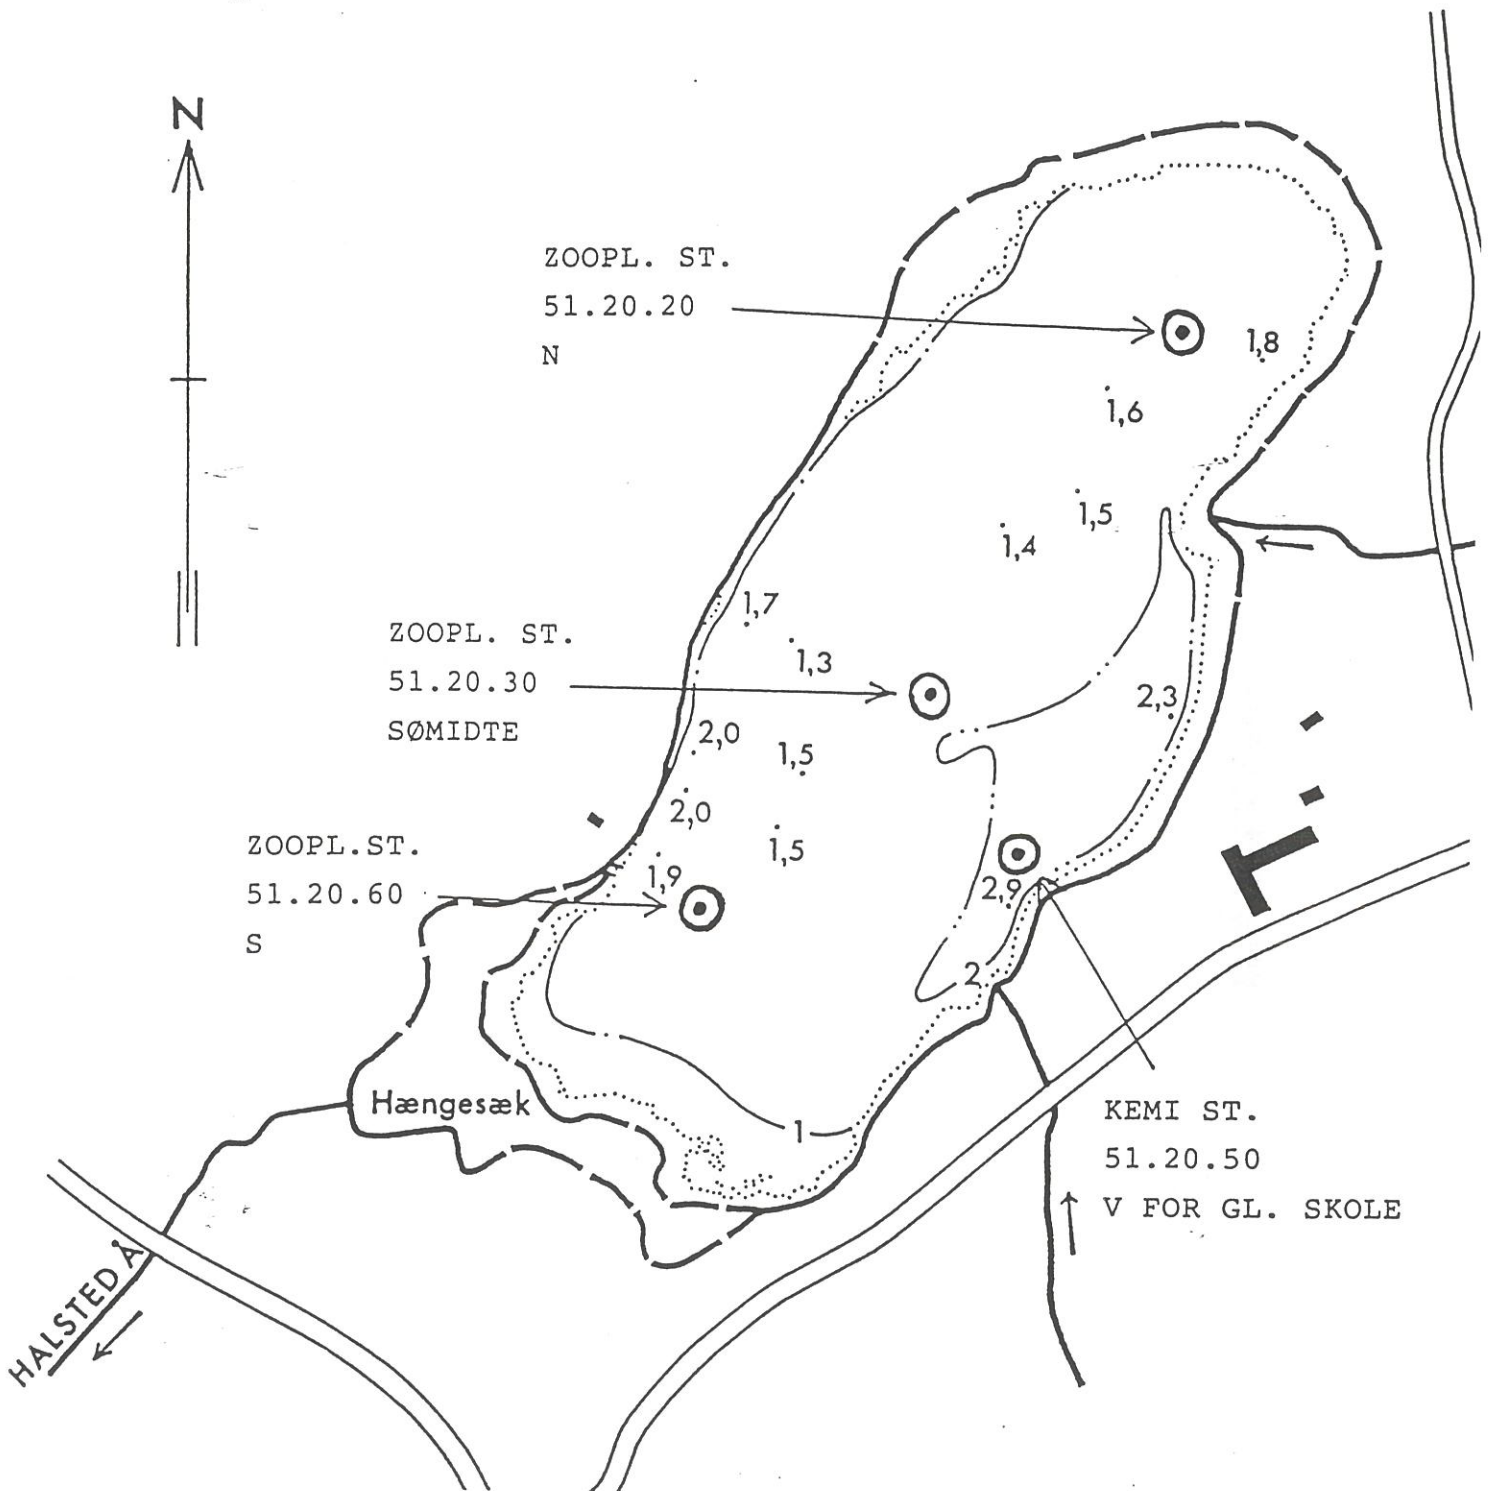 N
ZOOPL. ST.
51.20.20
N
1,8
1,6
1,5
1,4
1,7
ZOOPL. ST.
51.20.30
SØMIDTE
1,3
2,3
2,0
1,5
2,0
1,5
ZOOPL.ST.
51.20.60
S
1,9
2,9
2
Hængesæk
1
KEMI ST.
51.20.50
V FOR GL. SKOLE
HALSTED Å